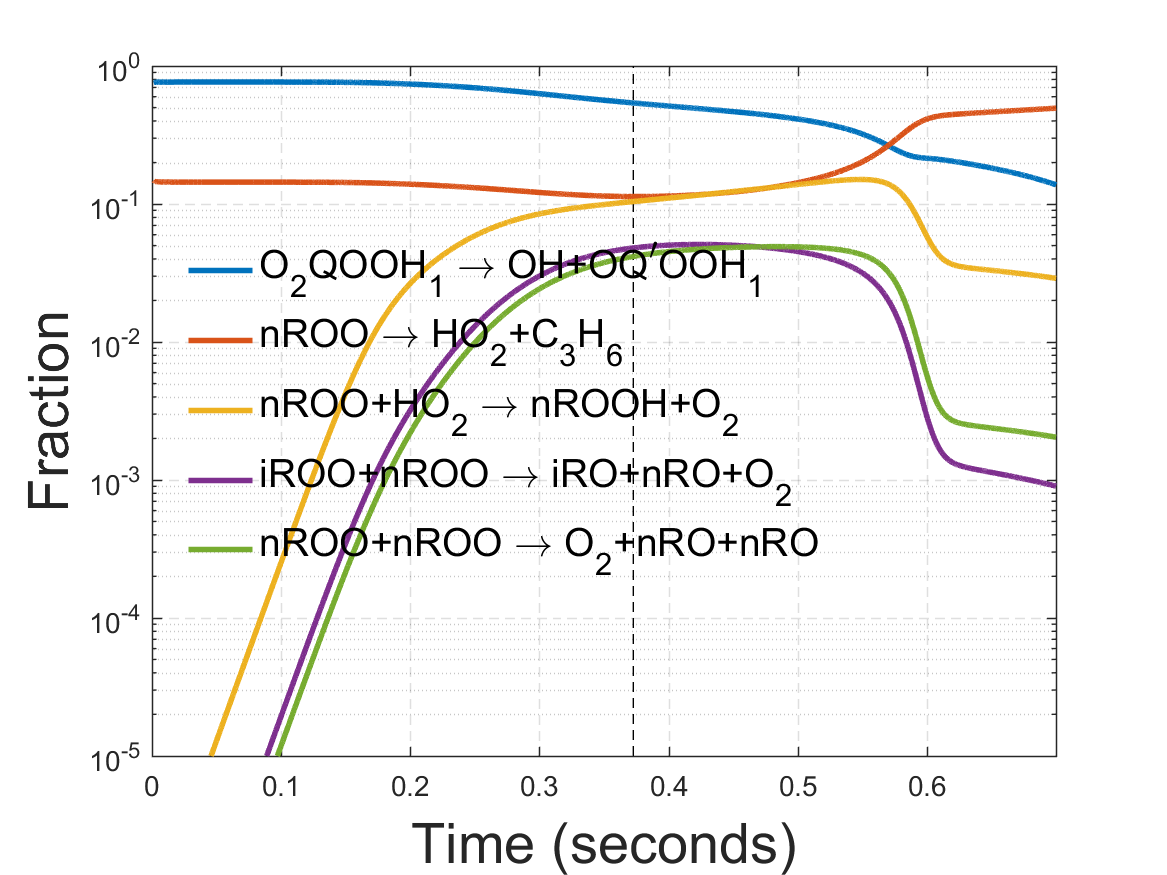 10⁰
10⁻¹
10⁻²
10⁻³
10⁻⁴
10⁻⁵
Fraction
O₂QOOH₁ → OH+OQ′OOH₁
nROO → HO₂+C₃H₆
nROO+HO₂ → nROOH+O₂
iROO+nROO → iRO+nRO+O₂
nROO+nROO → O₂+nRO+nRO
0 0.1 0.2 0.3 0.4 0.5 0.6
Time (seconds)